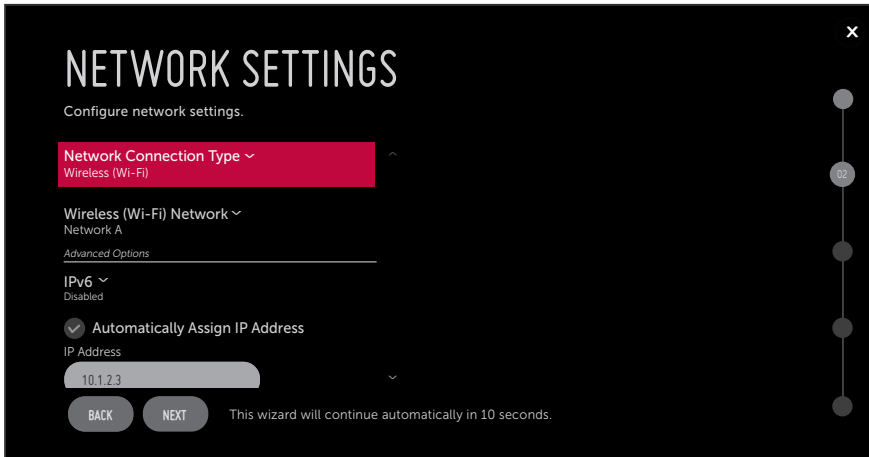 X
NETWORK SETTINGS
Configure network settings.
Network Connection Type
Wireless (Wi-Fi)
02
Wireless (Wi-Fi) Network
Network A
Advanced Options
IPv6
Disabled
Automatically Assign IP Address
IP Address
10.1.2.3
BACK NEXT This wizard will continue automatically in 10 seconds.